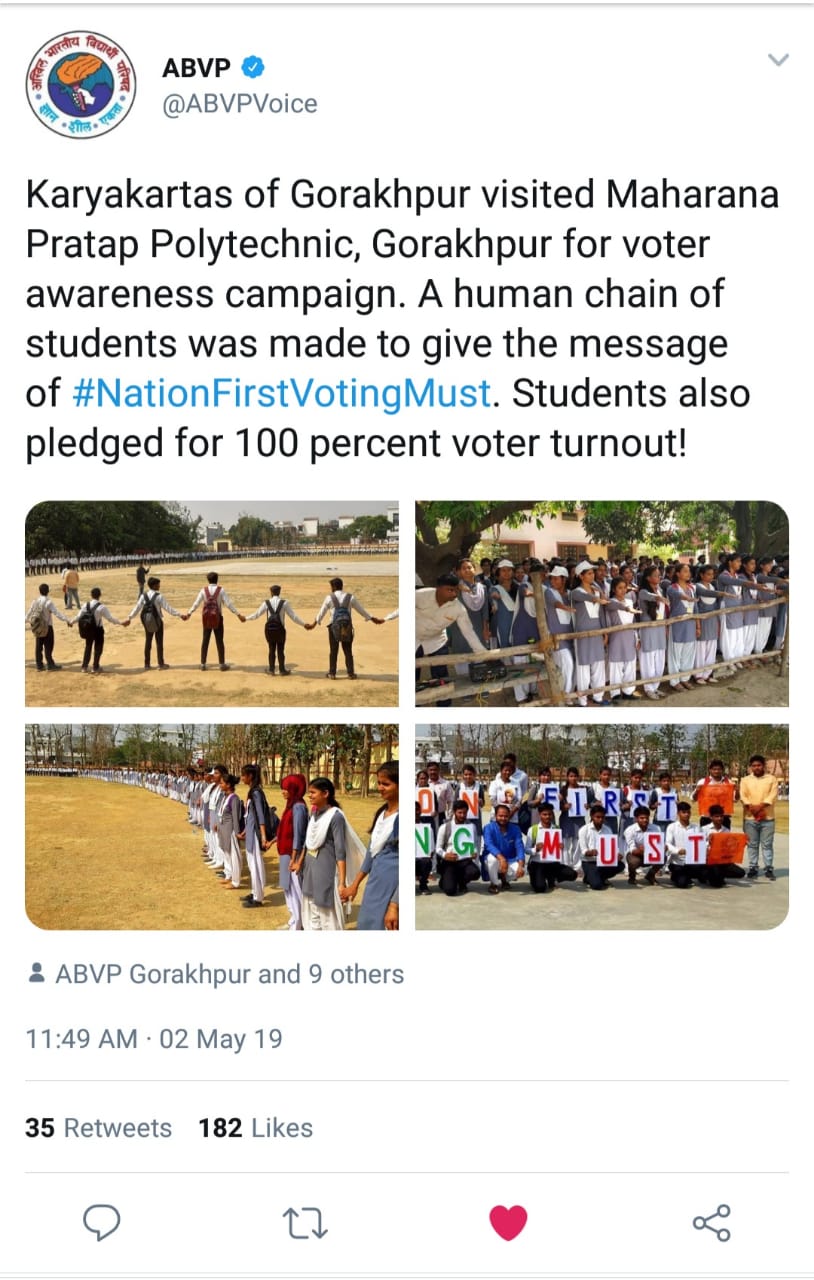 अखिल भारतीय विद्यार्थी परिषद
ज्ञान • शील • एकता
ABVP
@ABVPVoice
Karyakartas of Gorakhpur visited Maharana
Pratap Polytechnic, Gorakhpur for voter
awareness campaign. A human chain of
students was made to give the message
of #NationFirstVotingMust. Students also
pledged for 100 percent voter turnout!
O N F I R S T
N G M U S T
ABVP Gorakhpur and 9 others
11:49 AM · 02 May 19
35 Retweets 182 Likes